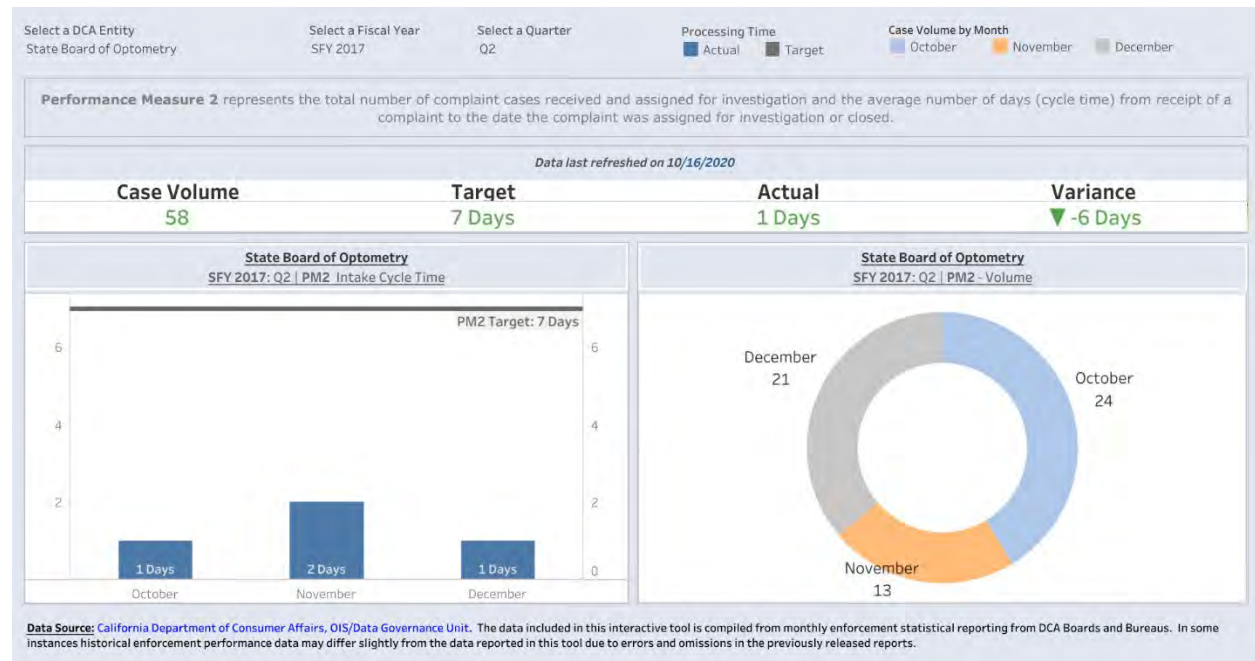 Select a DCA Entity
State Board of Optometry
Select a Fiscal Year
SFY 2017
Select a Quarter
Q2
Processing Time
Actual Target
Case Volume by Month
October November December
Performance Measure 2 represents the total number of complaint cases received and assigned for investigation and the average number of days (cycle time) from receipt of a
complaint to the date the complaint was assigned for investigation or closed.
Data last refreshed on 10/16/2020
Case Volume Target Actual Variance
58 7 Days 1 Days ▼ -6 Days
State Board of Optometry
SFY 2017: Q2 | PM2 Intake Cycle Time
PM2 Target: 7 Days
6 6
4 4
2 2
0
1 Days 2 Days 1 Days
October November December
State Board of Optometry
SFY 2017: Q2 | PM2 - Volume
December
21
October
24
November
13
Data Source: California Department of Consumer Affairs, OIS/Data Governance Unit. The data included in this interactive tool is compiled from monthly enforcement statistical reporting from DCA Boards and Bureaus. In some
instances historical enforcement performance data may differ slightly from the data reported in this tool due to errors and omissions in the previously released reports.